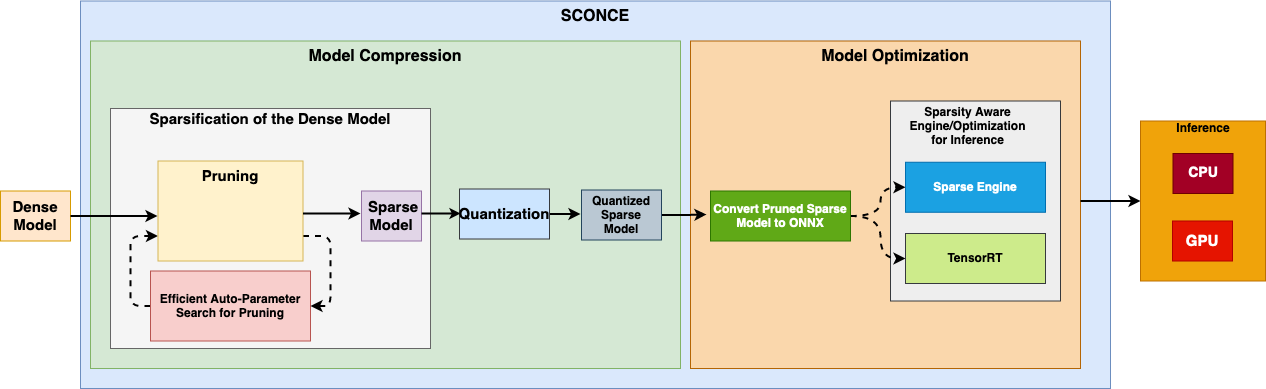 SCONCE
Model Compression
Model Optimization
Sparsification of the Dense Model
Pruning
Efficient Auto-Parameter
Search for Pruning
Dense
Model
Sparse
Model
Quantization
Quantized
Sparse
Model
Convert Pruned Sparse
Model to ONNX
Sparsity Aware
Engine/Optimization
for Inference
Sparse Engine
TensorRT
Inference
CPU
GPU